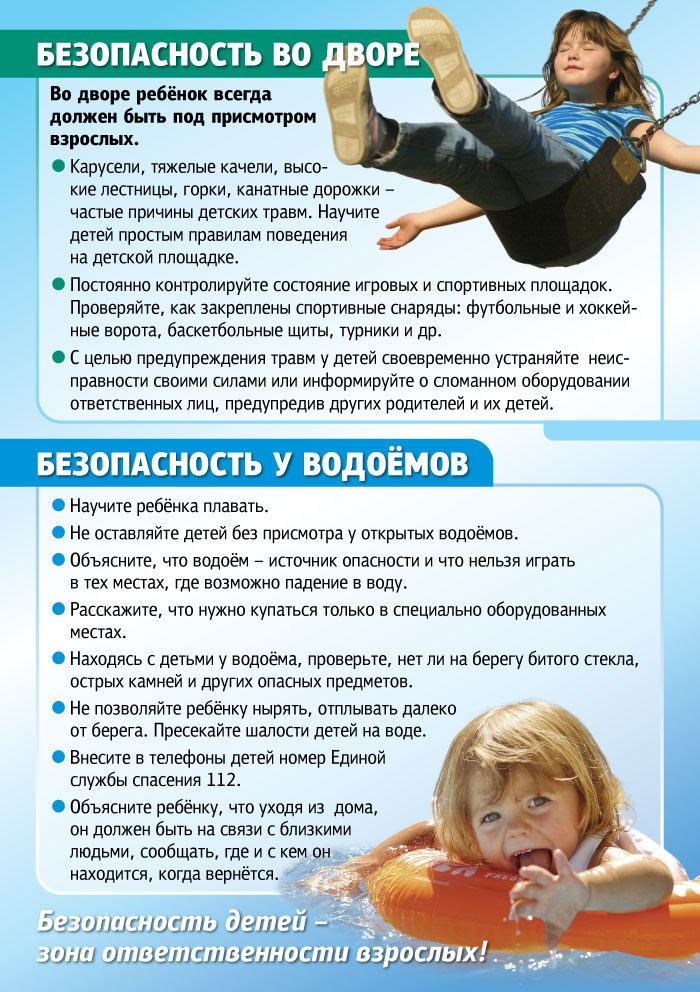 БЕЗОПАСНОСТЬ ВО ДВОРЕ
Во дворе ребёнок всегда
должен быть под присмотром
взрослых.
Карусели, тяжелые качели, высо-
кие лестницы, горки, канатные дорожки –
частые причины детских травм. Научите
детей простым правилам поведения
на детской площадке.
Постоянно контролируйте состояние игровых и спортивных площадок.
Проверяйте, как закреплены спортивные снаряды: футбольные и хоккей-
ные ворота, баскетбольные щиты, турники и др.
С целью предупреждения травм у детей своевременно устраняйте неис-
правности своими силами или информируйте о сломанном оборудовании
ответственных лиц, предупредив других родителей и их детей.
БЕЗОПАСНОСТЬ У ВОДОЁМОВ
Научите ребёнка плавать.
Не оставляйте детей без присмотра у открытых водоёмов.
Объясните, что водоём – источник опасности и что нельзя играть
в тех местах, где возможно падение в воду.
Расскажите, что нужно купаться только в специально оборудованных
местах.
Находясь с детьми у водоёма, проверьте, нет ли на берегу битого стекла,
острых камней и других опасных предметов.
Не позволяйте ребёнку нырять, отплывать далеко
от берега. Пресекайте шалости детей на воде.
Внесите в телефоны детей номер Единой
службы спасения 112.
Объясните ребёнку, что уходя из дома,
он должен быть на связи с близкими
людьми, сообщать, где и с кем он
находится, когда вернётся.
Безопасность детей –
зона ответственности взрослых!